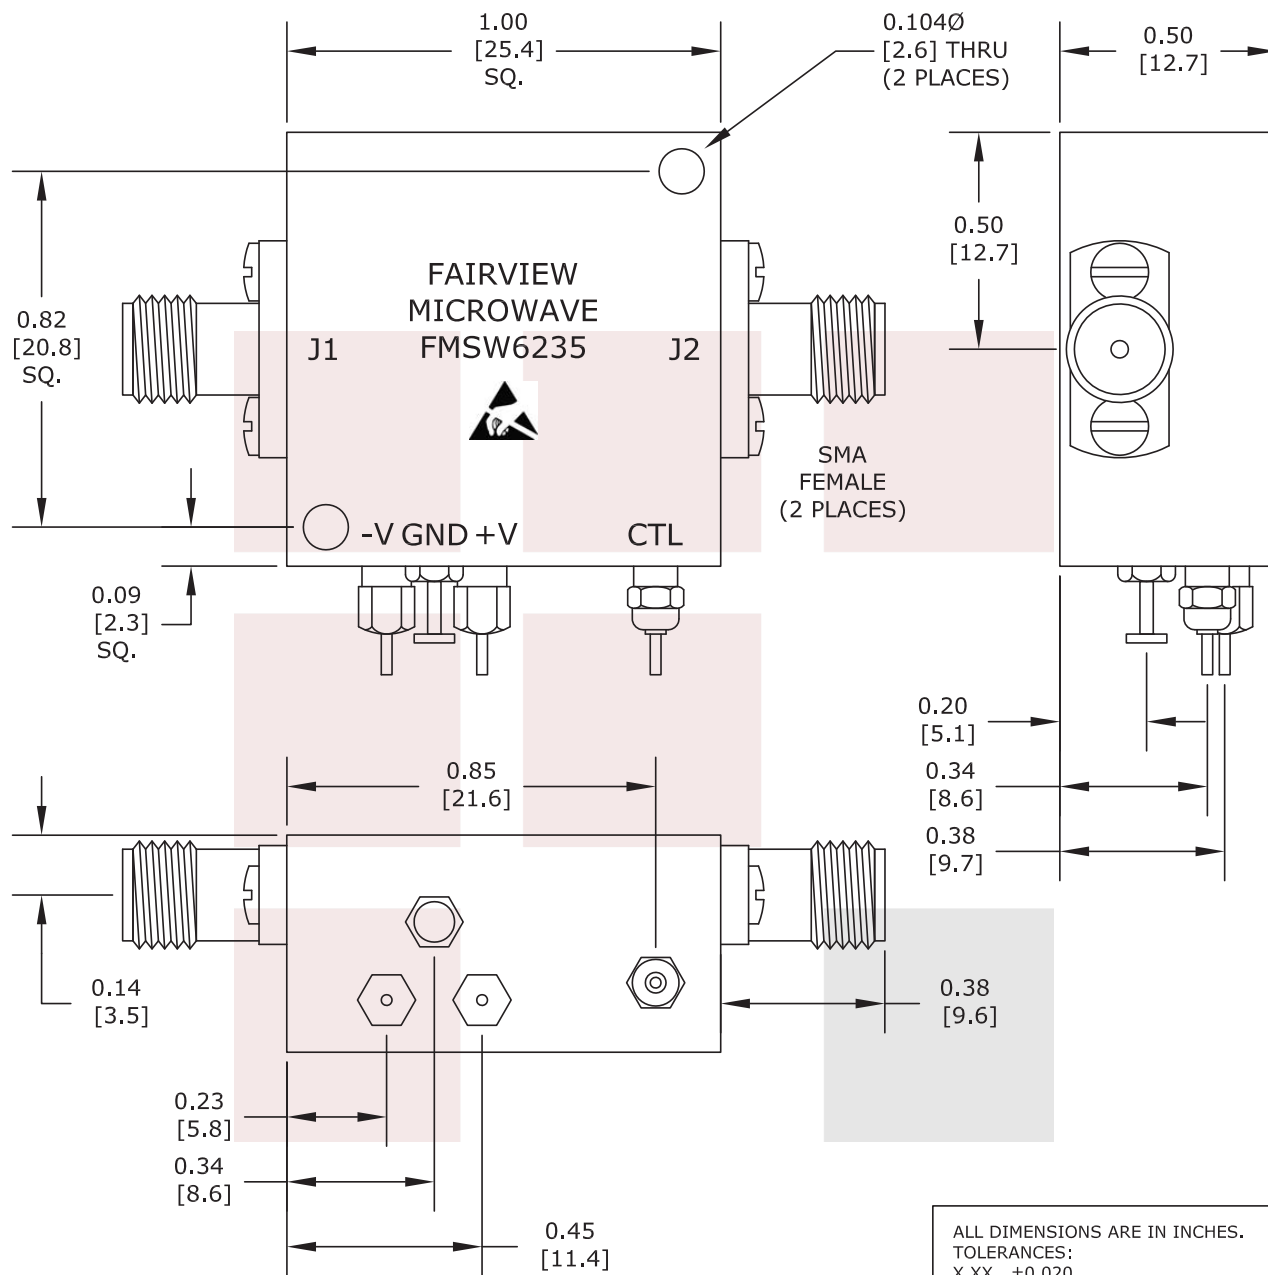 1.00
[25.4]
SQ.
0.104Ø
[2.6] THRU
(2 PLACES)
0.50
[12.7]
0.82
[20.8]
SQ.
FAIRVIEW
MICROWAVE
FMSW6235
J1
J2
0.50
[12.7]
SMA
FEMALE
(2 PLACES)
-V GND +V
CTL
0.09
[2.3]
SQ.
0.20
[5.1]
0.34
[8.6]
0.38
[9.7]
0.85
[21.6]
0.14
[3.5]
0.38
[9.6]
0.23
[5.8]
0.34
[8.6]
0.45
[11.4]
ALL DIMENSIONS ARE IN INCHES.
TOLERANCES:
X.XX ±0.020